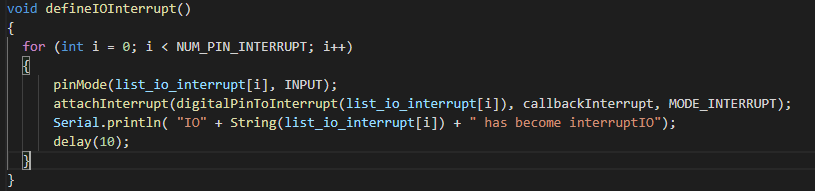 void defineIOInterrupt()
{
  for (int i = 0; i < NUM_PIN_INTERRUPT; i++)
  {
      pinMode(list_io_interrupt[i], INPUT);
      attachInterrupt(digitalPinToInterrupt(list_io_interrupt[i]), callbackInterrupt, MODE_INTERRUPT);
      Serial.println( "IO" + String(list_io_interrupt[i]) + " has become interruptIO");
      delay(10);
  }
}